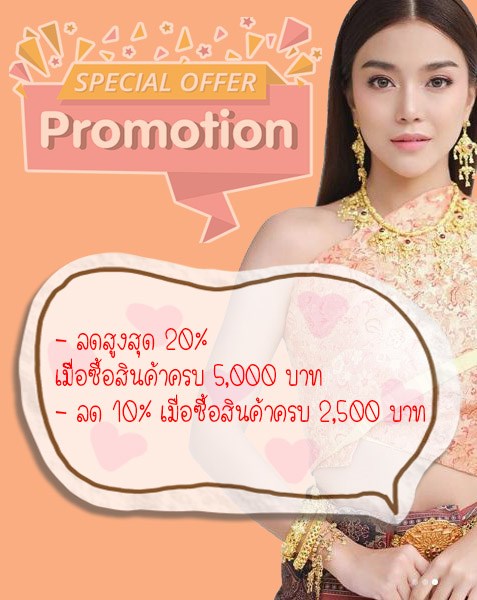 SPECIAL OFFER
Promotion
- ลดสูงสุด 20%
เมื่อซื้อสินค้าครบ 5,000 บาท
- ลด 10% เมื่อซื้อสินค้าครบ 2,500 บาท